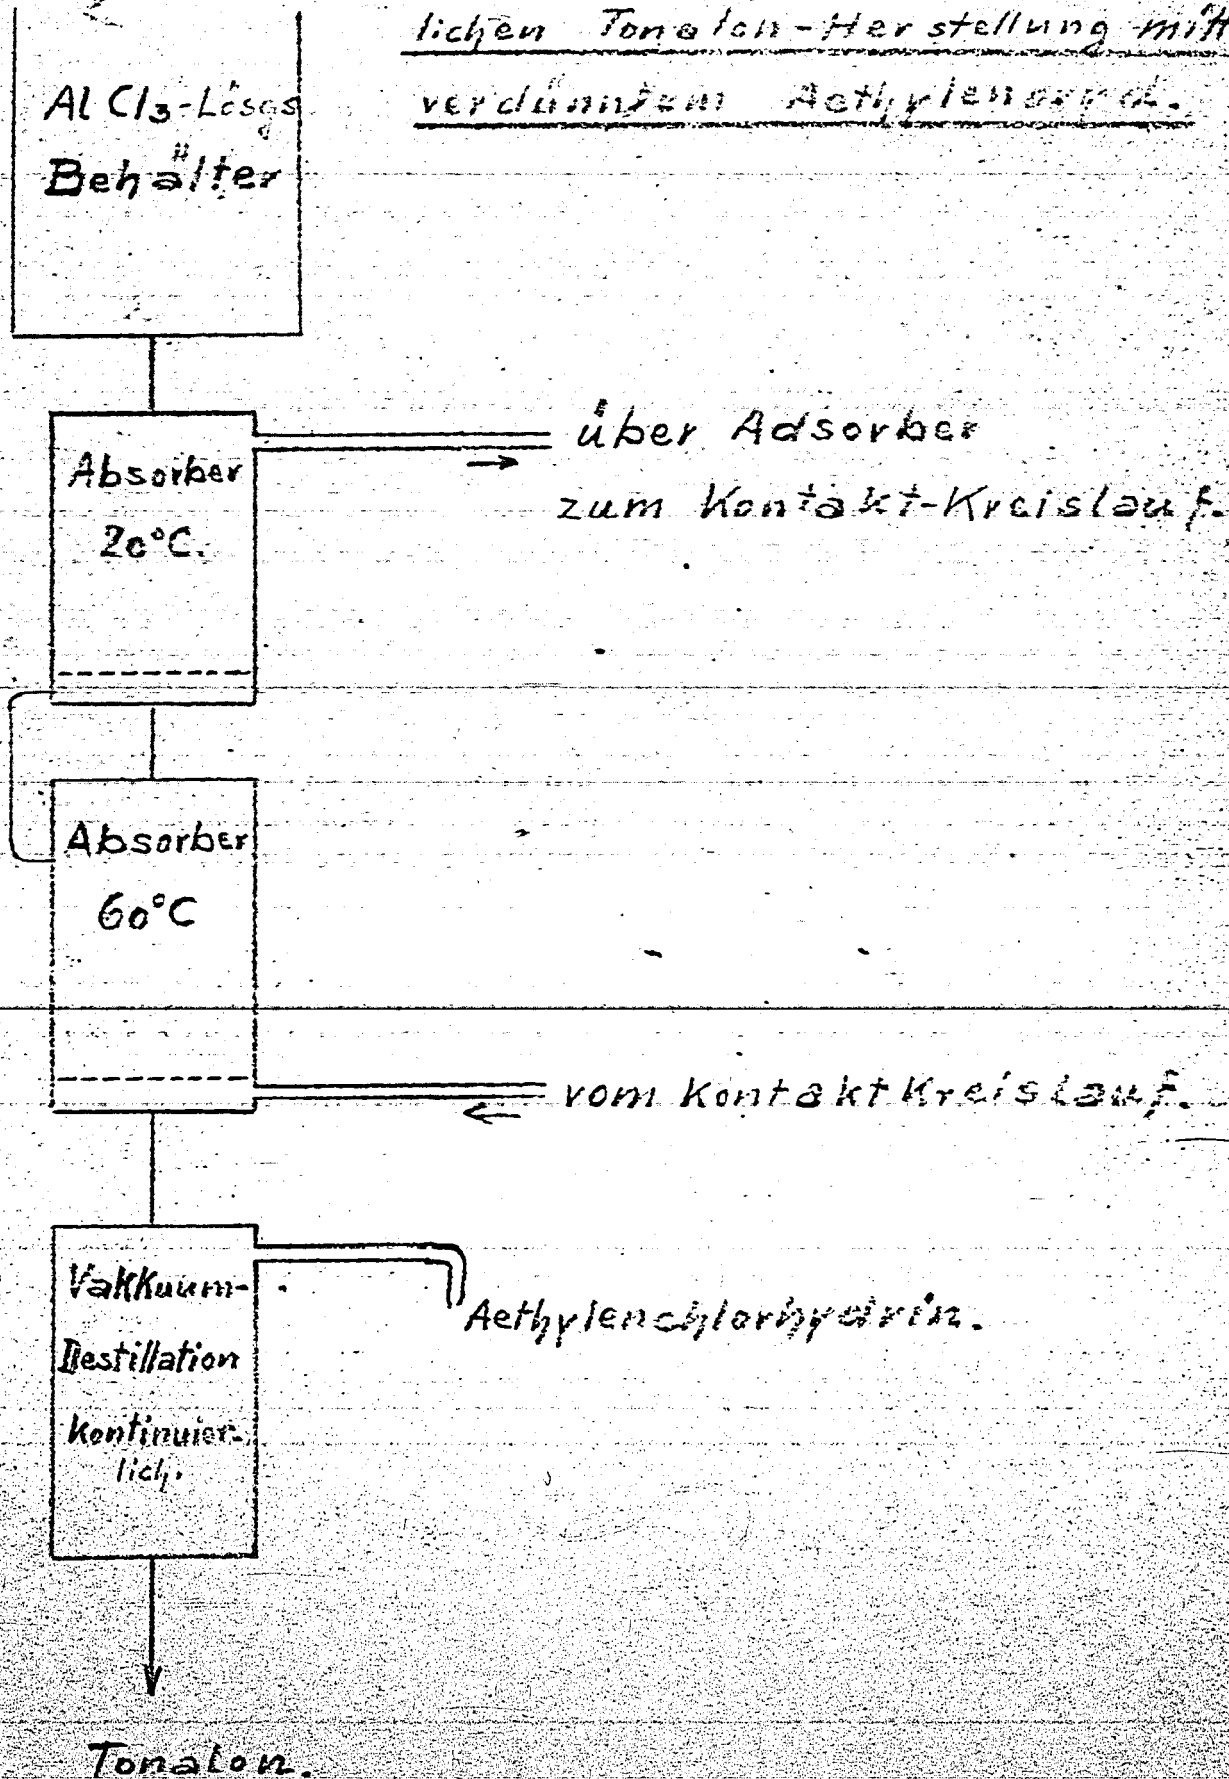 lichen Tonalon-Herstellung mitt
verdünntem Aethylenoxyd.
AlCl₃-Lösgs
Behälter
über Adsorber
zum Kontakt-Kreislauf.
Absorber
20°C.
Absorber
60°C
vom Kontakt Kreislauf.
Vakkuum-
Destillation
Kontinuier-
lich.
Aethylenchlorhydrin.
Tonalon.